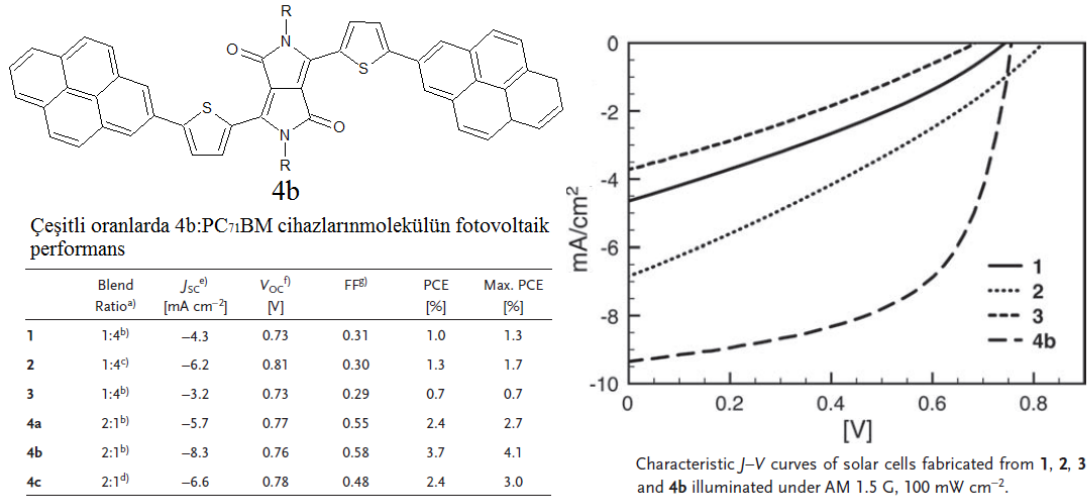 R
O
N
S
S
N
O
R
4b
Çeşitli oranlarda 4b:PC₇₁BM cihazlarınmolekülün fotovoltaik
performans
Blend Ratioᵃ⁾ J_SCᵉ⁾ [mA cm⁻²] V_OCᶠ⁾ [V] FFᵍ⁾ PCE [%] Max. PCE [%]
1 1:4ᵇ⁾ −4.3 0.73 0.31 1.0 1.3
2 1:4ᶜ⁾ −6.2 0.81 0.30 1.3 1.7
3 1:4ᵇ⁾ −3.2 0.73 0.29 0.7 0.7
4a 2:1ᵇ⁾ −5.7 0.77 0.55 2.4 2.7
4b 2:1ᵇ⁾ −8.3 0.76 0.58 3.7 4.1
4c 2:1ᵈ⁾ −6.6 0.78 0.48 2.4 3.0
mA/cm²
0
-2
-4
-6
-8
-10
0 0.2 0.4 0.6 0.8
[V]
1
2
3
4b
Characteristic J–V curves of solar cells fabricated from 1, 2, 3
and 4b illuminated under AM 1.5 G, 100 mW cm⁻².